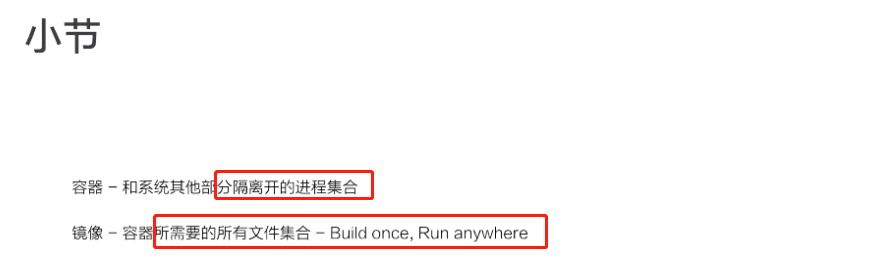 小节
容器 – 和系统其他部分隔离开的进程集合
镜像 – 容器所需要的所有文件集合 – Build once, Run anywhere